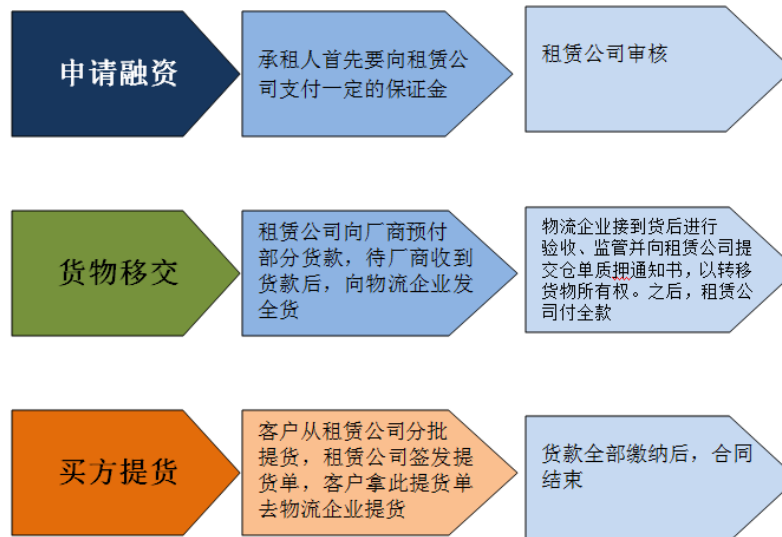 申请融资
承租人首先要向租赁公
司支付一定的保证金
租赁公司审核
货物移交
租赁公司向厂商预付
部分货款，待厂商收到
货款后，向物流企业发
全货
物流企业接到货后进行
验收、监管并向租赁公司提
交仓单质押通知书，以转移
货物所有权。之后，租赁公
司付全款
买方提货
客户从租赁公司分批
提货，租赁公司签发提
货单，客户拿此提货单
去物流企业提货
货款全部缴纳后，合同
结束